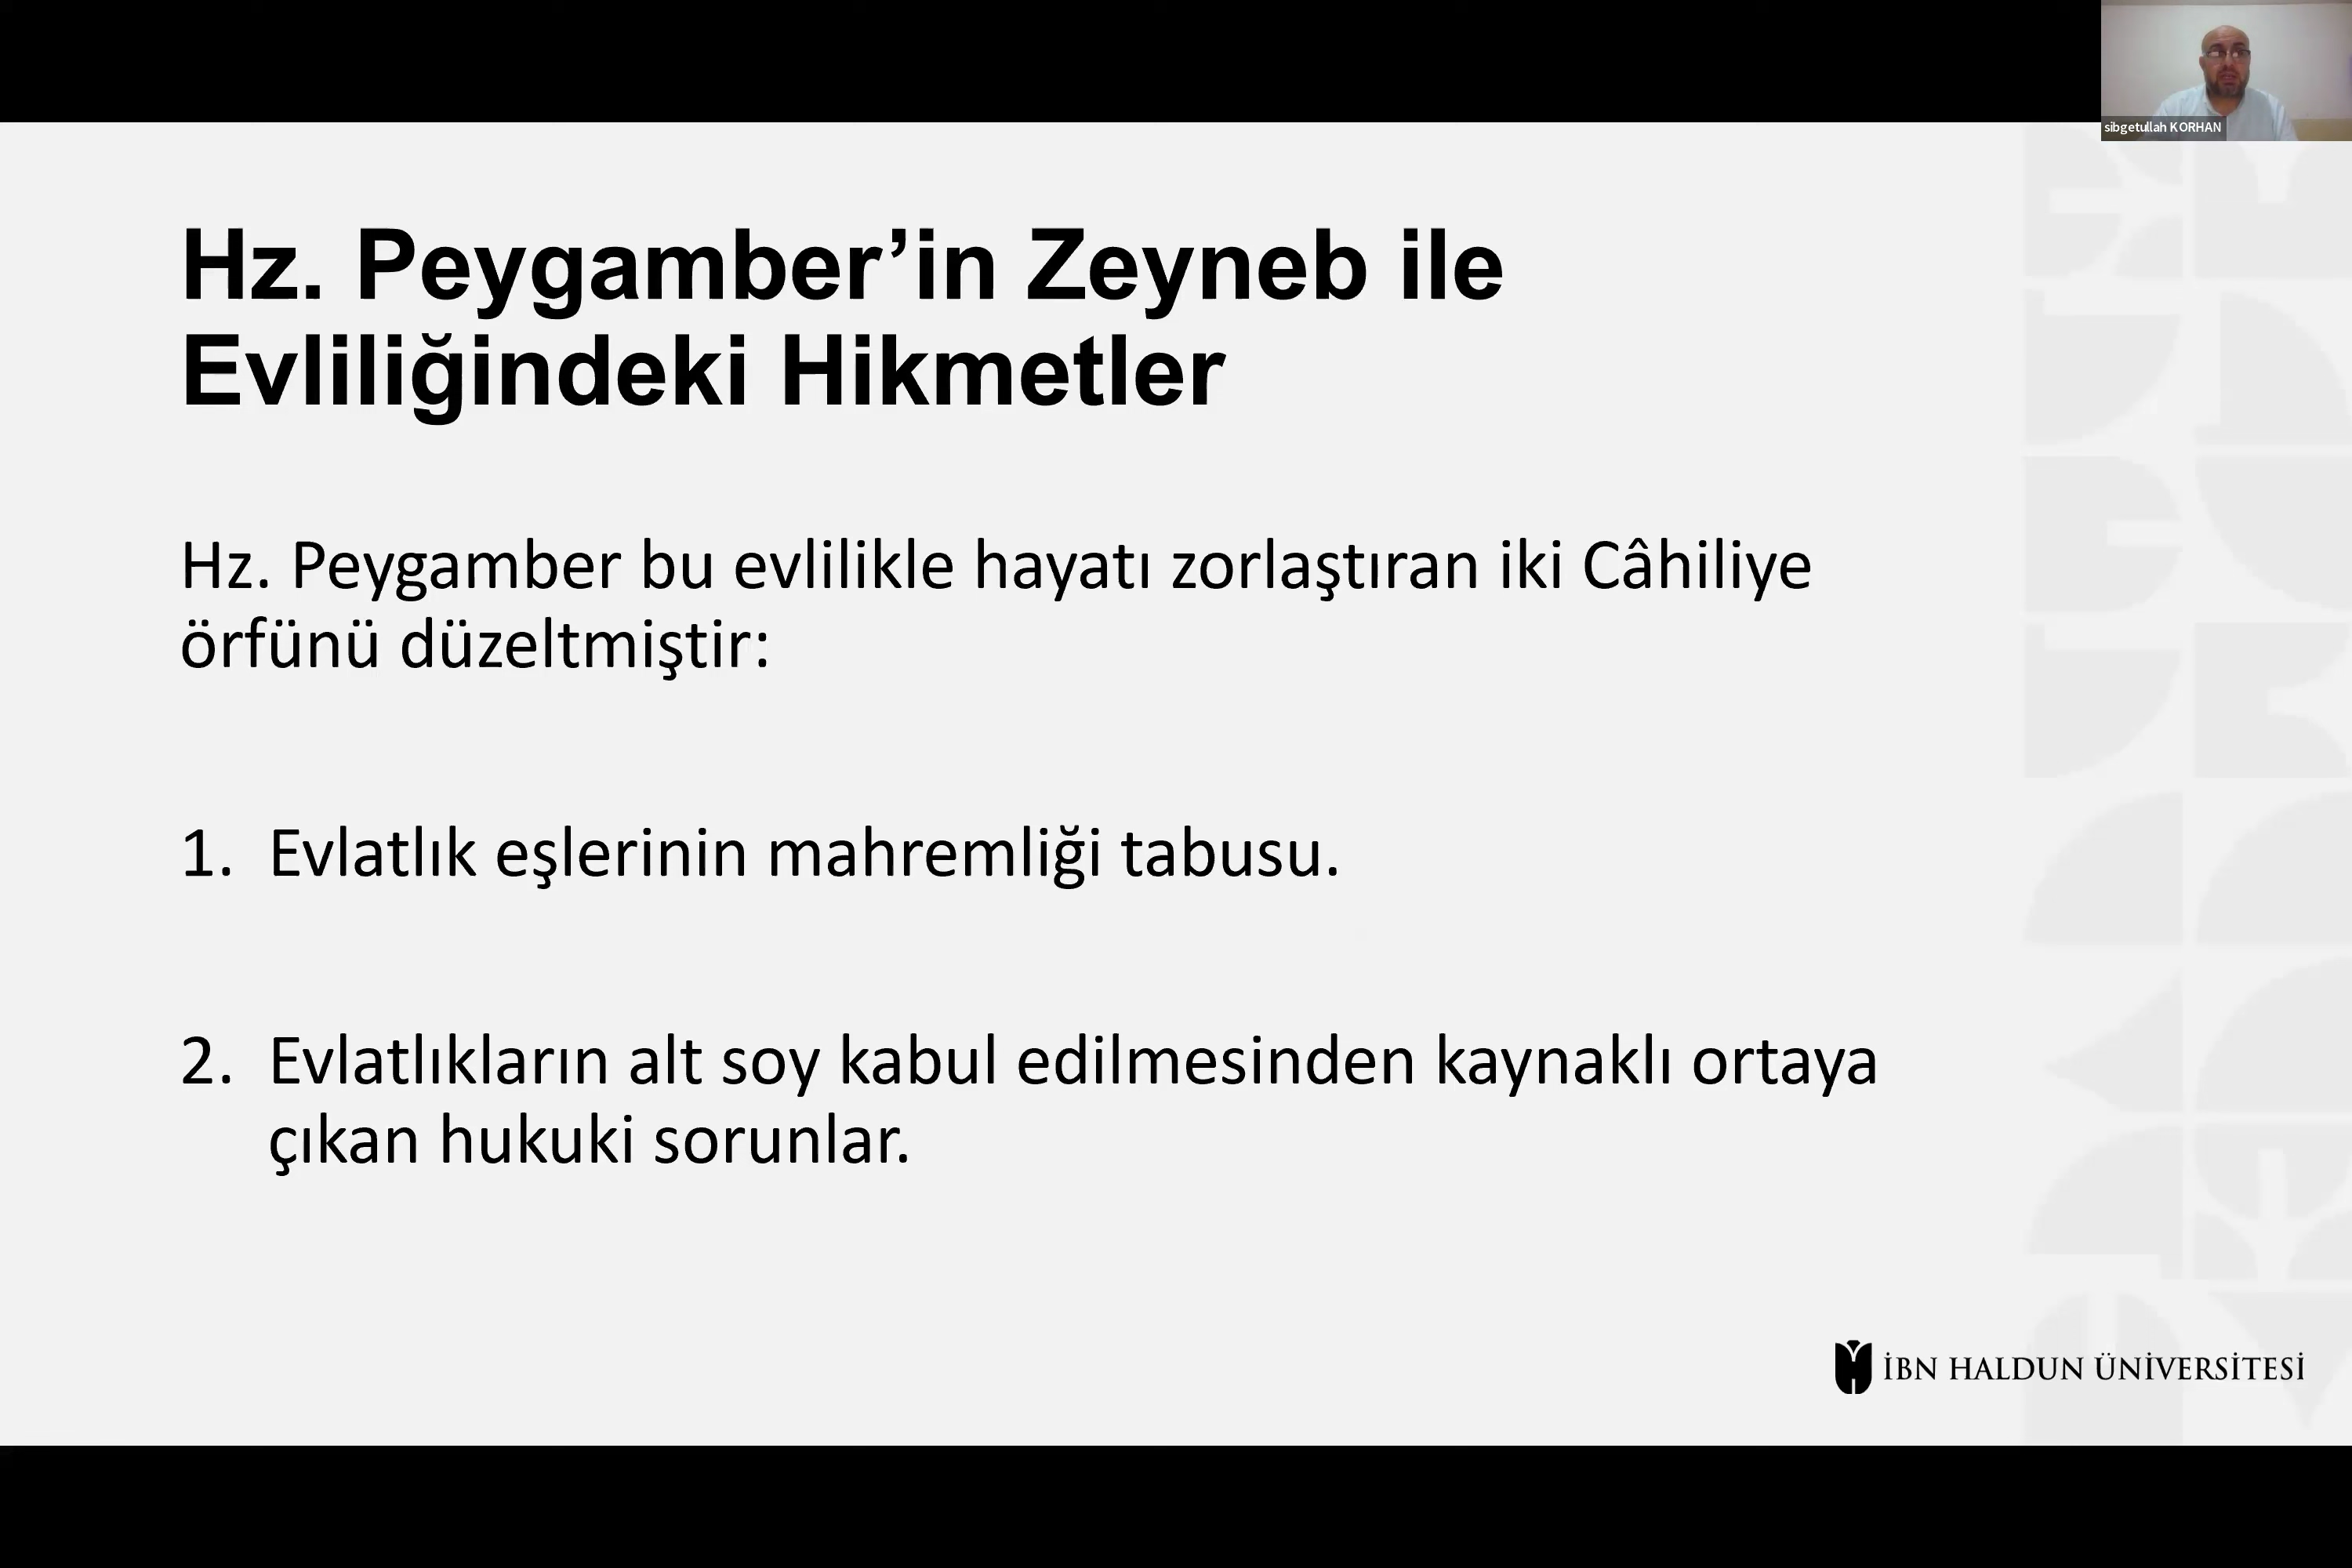 sibgetullah KORHAN
Hz. Peygamber’in Zeyneb ile
Evliliğindeki Hikmetler
Hz. Peygamber bu evlilikle hayatı zorlaştıran iki Câhiliye
örfünü düzeltmiştir:
1. Evlatlık eşlerinin mahremliği tabusu.
2. Evlatlıkların alt soy kabul edilmesinden kaynaklı ortaya
çıkan hukuki sorunlar.
İBN HALDUN ÜNİVERSİTESİ